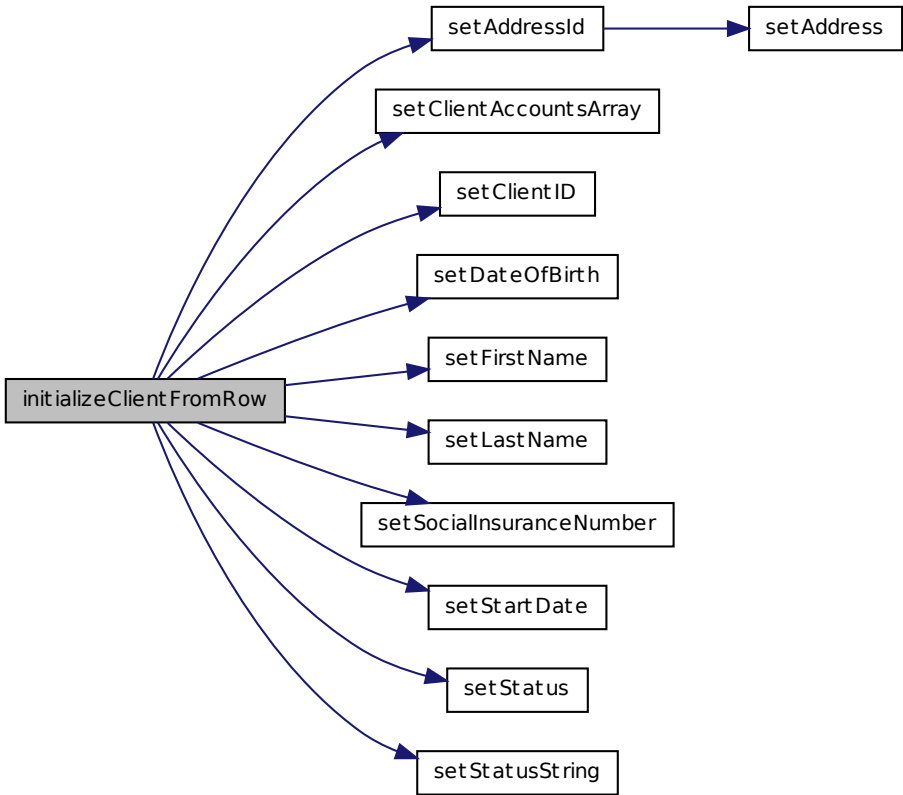 setAddressId
setAddress
setClientAccountsArray
setClientID
setDateOfBirth
setFirstName
initializeClientFromRow
setLastName
setSocialInsuranceNumber
setStartDate
setStatus
setStatusString